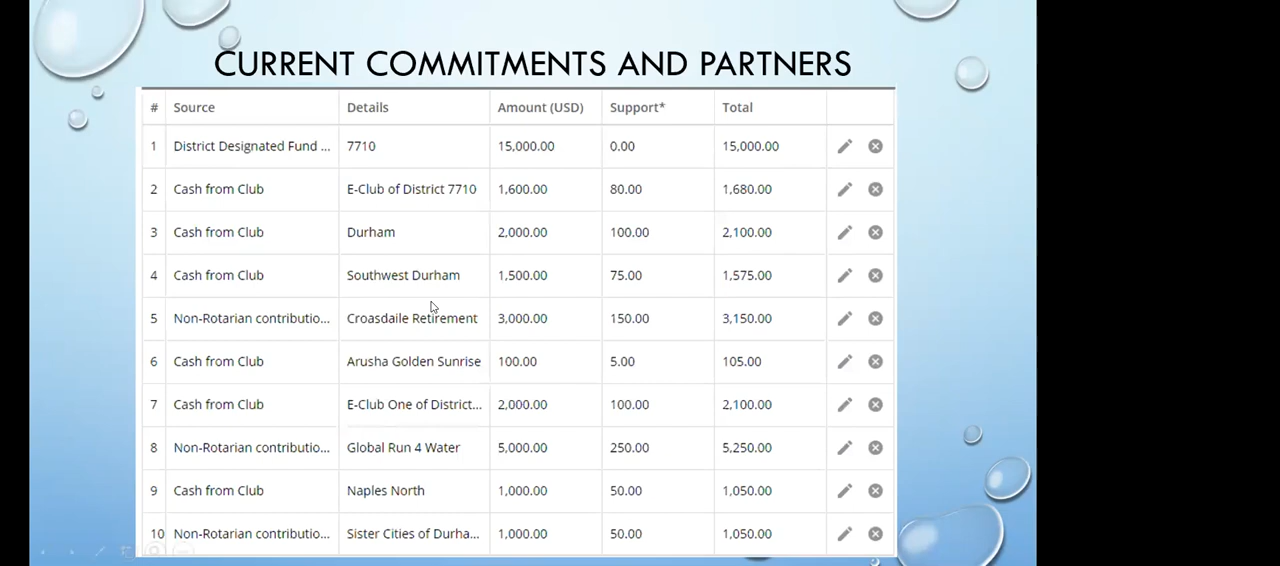 CURRENT COMMITMENTS AND PARTNERS
# Source Details Amount (USD) Support* Total
1 District Designated Fund ... 7710 15,000.00 0.00 15,000.00
2 Cash from Club E-Club of District 7710 1,600.00 80.00 1,680.00
3 Cash from Club Durham 2,000.00 100.00 2,100.00
4 Cash from Club Southwest Durham 1,500.00 75.00 1,575.00
5 Non-Rotarian contributio... Croasdaile Retirement 3,000.00 150.00 3,150.00
6 Cash from Club Arusha Golden Sunrise 100.00 5.00 105.00
7 Cash from Club E-Club One of District... 2,000.00 100.00 2,100.00
8 Non-Rotarian contributio... Global Run 4 Water 5,000.00 250.00 5,250.00
9 Cash from Club Naples North 1,000.00 50.00 1,050.00
10 Non-Rotarian contributio... Sister Cities of Durha... 1,000.00 50.00 1,050.00